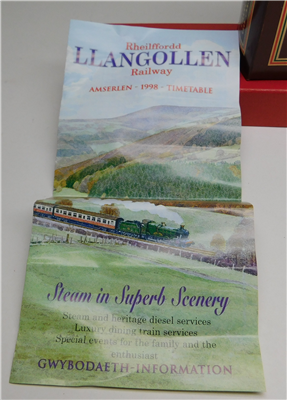 Rheilffordd
LLANGOLLEN
Railway
AMSERLEN · 1998 · TIMETABLE
Steam in Superb Scenery
Steam and heritage diesel services
Luxury dining train services
Special events for the family and the
enthusiast
GWYBODAETH·INFORMATION